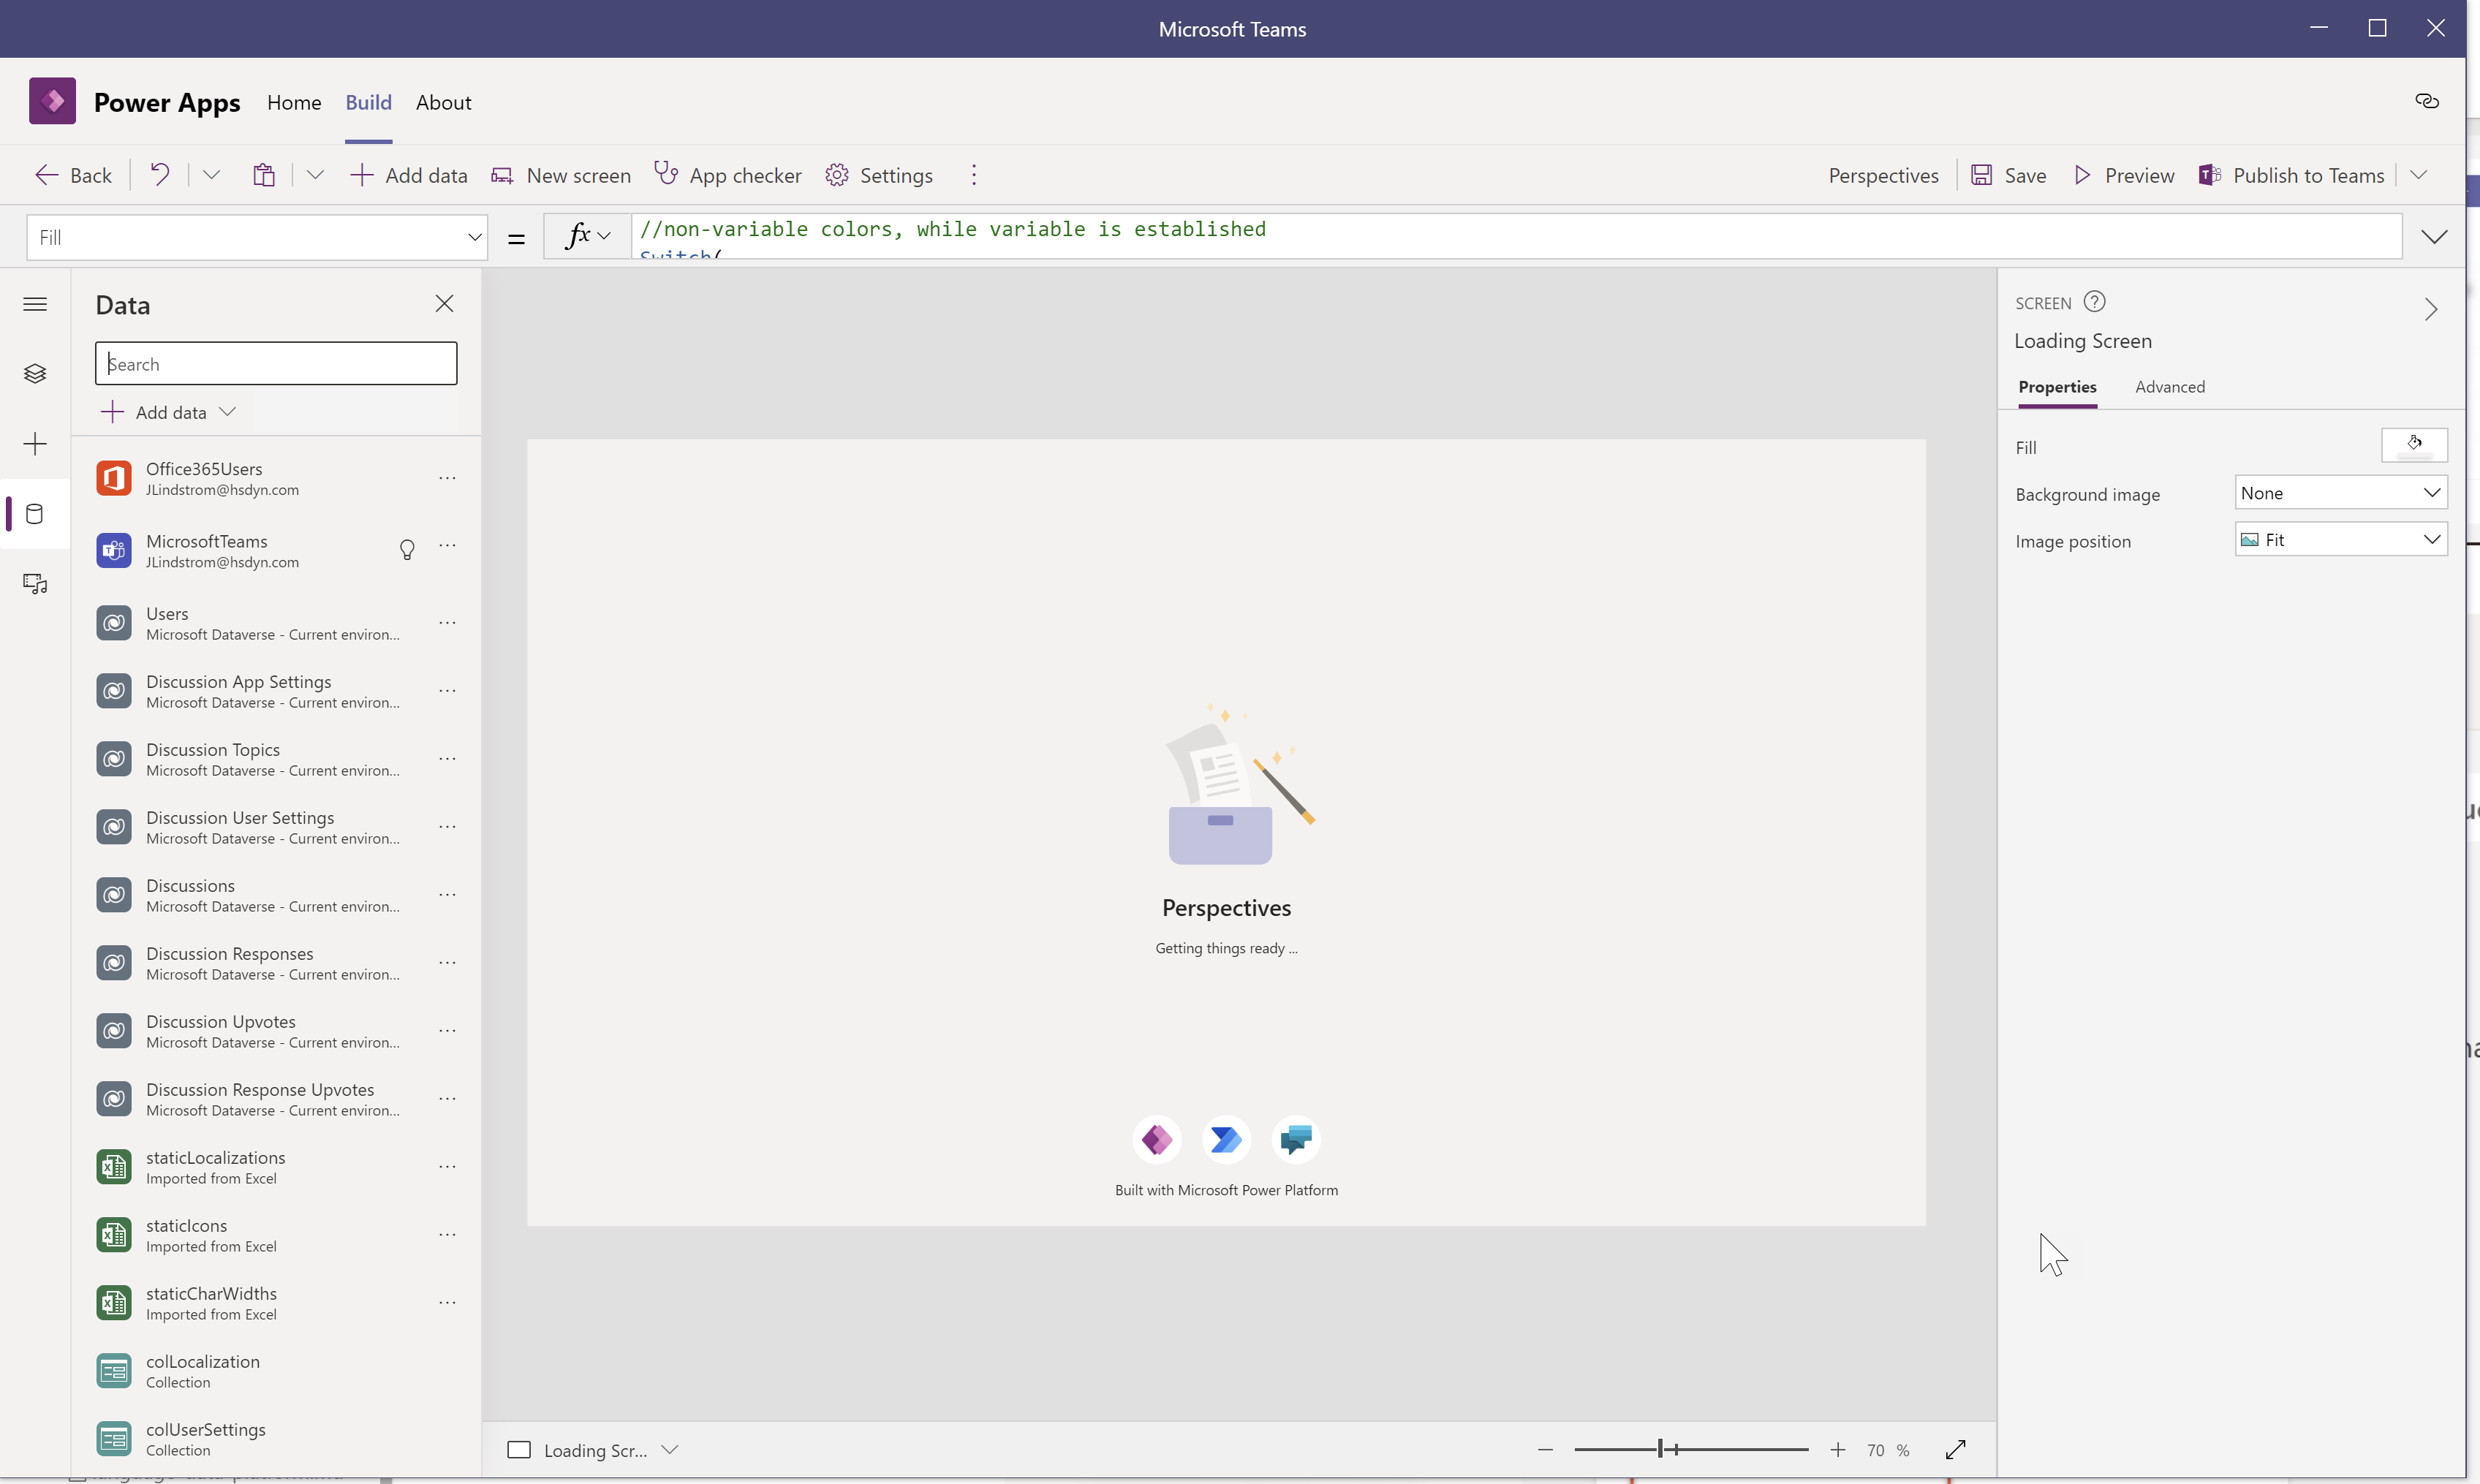 Microsoft Teams
Power Apps Home Build About
Back Add data New screen App checker Settings Perspectives Save Preview Publish to Teams
Fill = fx //non-variable colors, while variable is established
Switch(
Data
Search
Add data
Office365Users
JLindstrom@hsdyn.com
MicrosoftTeams
JLindstrom@hsdyn.com
Users
Microsoft Dataverse - Current environ...
Discussion App Settings
Microsoft Dataverse - Current environ...
Discussion Topics
Microsoft Dataverse - Current environ...
Discussion User Settings
Microsoft Dataverse - Current environ...
Discussions
Microsoft Dataverse - Current environ...
Discussion Responses
Microsoft Dataverse - Current environ...
Discussion Upvotes
Microsoft Dataverse - Current environ...
Discussion Response Upvotes
Microsoft Dataverse - Current environ...
staticLocalizations
Imported from Excel
staticIcons
Imported from Excel
staticCharWidths
Imported from Excel
colLocalization
Collection
colUserSettings
Collection
Perspectives
Getting things ready ...
Built with Microsoft Power Platform
Loading Scr...
70 %
SCREEN
Loading Screen
Properties Advanced
Fill
Background image None
Image position Fit